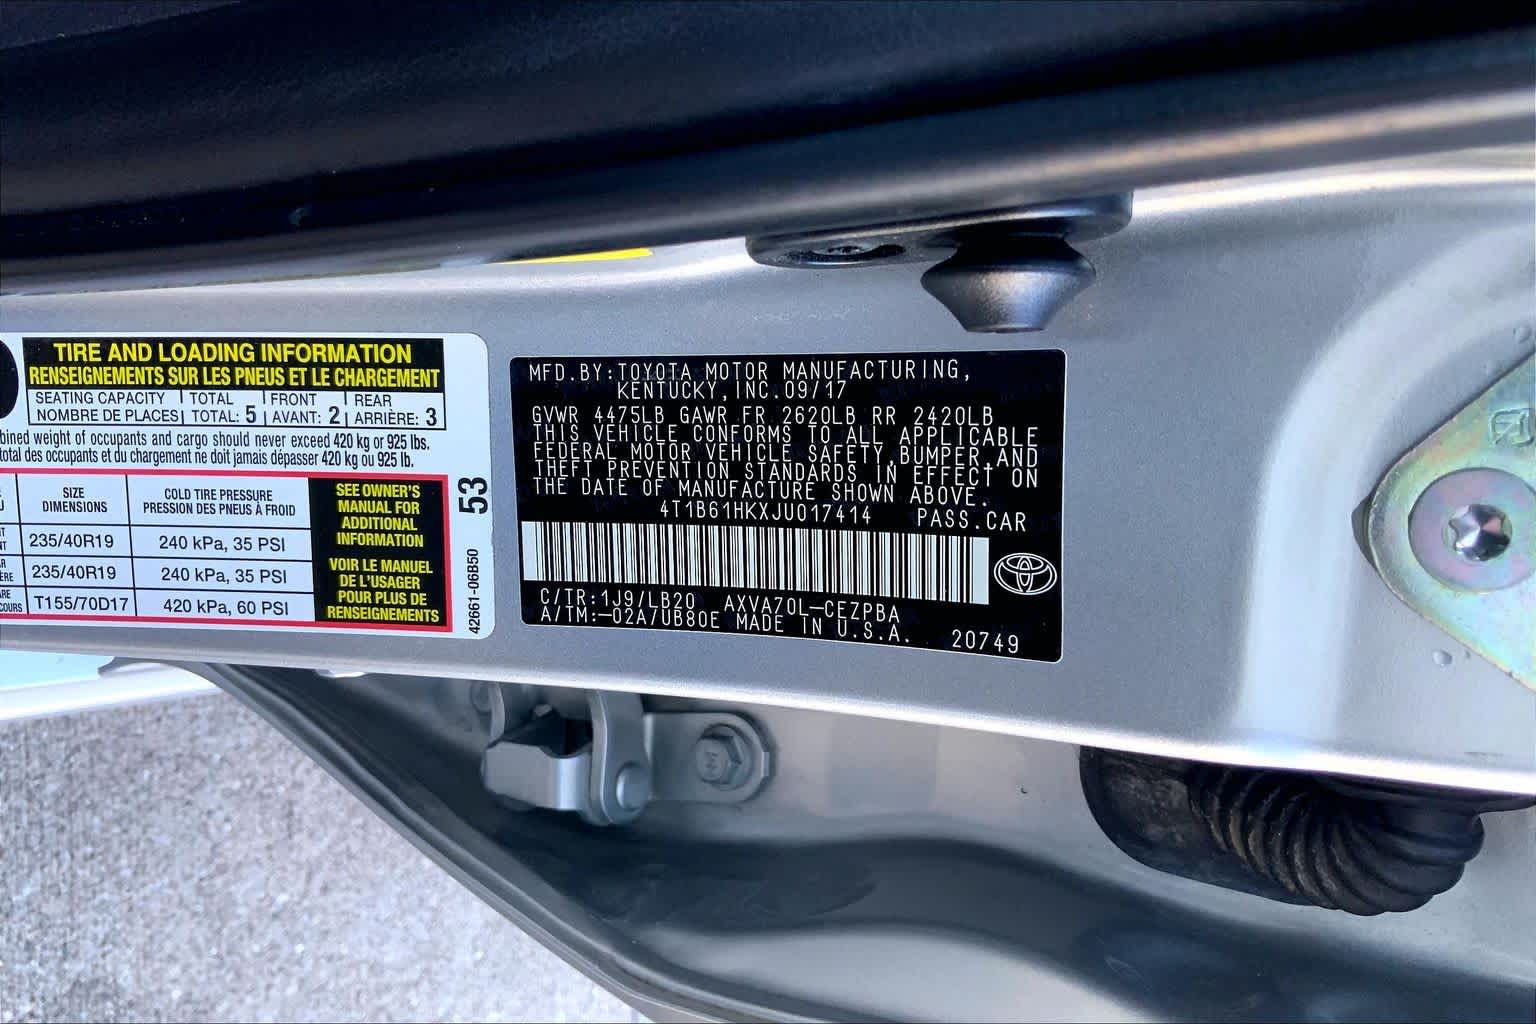 TIRE AND LOADING INFORMATION
RENSEIGNEMENTS SUR LES PNEUS ET LE CHARGEMENT
SEATING CAPACITY TOTAL FRONT REAR
NOMBRE DE PLACES TOTAL: 5 AVANT: 2 ARRIÈRE: 3
weight of occupants and cargo should never exceed 420 kg or 925 lbs.
total des occupants et du chargement ne doit jamais dépasser 420 kg ou 925 lb.
SIZE
DIMENSIONS
COLD TIRE PRESSURE
PRESSION DES PNEUS À FROID
235/40R19 240 kPa, 35 PSI
235/40R19 240 kPa, 35 PSI
T155/70D17 420 kPa, 60 PSI
SEE OWNER'S
MANUAL FOR
ADDITIONAL
INFORMATION
VOIR LE MANUEL
DE L'USAGER
POUR PLUS DE
RENSEIGNEMENTS
53
42661-06B50
MFD.BY:TOYOTA MOTOR MANUFACTURING,
KENTUCKY,INC.09/17
GVWR 4475LB GAWR FR 2620LB RR 2420LB
THIS VEHICLE CONFORMS TO ALL APPLICABLE
FEDERAL MOTOR VEHICLE SAFETY,BUMPER,AND
THEFT PREVENTION STANDARDS IN EFFECT ON
THE DATE OF MANUFACTURE SHOWN ABOVE.
4T1B61HKXJU017414 PASS.CAR
C/TR:1J9/LB20 AXVA70L-CEZPBA
A/TM:-02A/UB80E MADE IN U.S.A. 20749